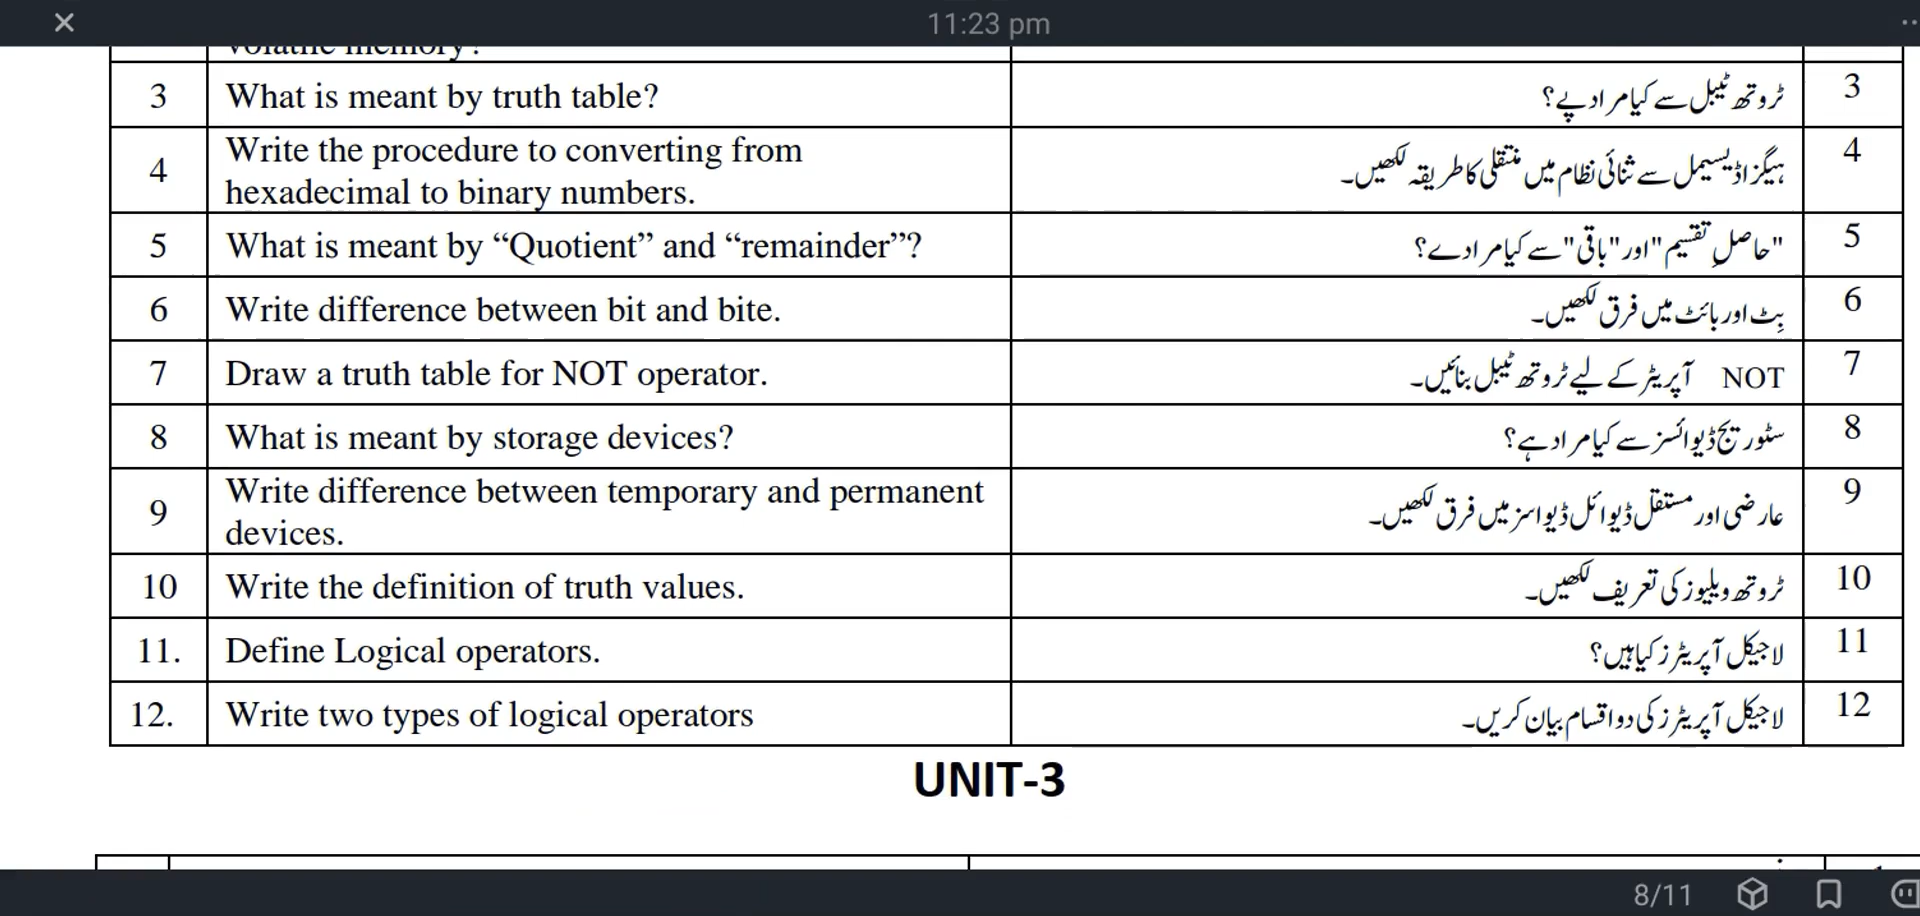 11:23 pm
3 What is meant by truth table? ٹروتھ ٹیبل سے کیا مراد ہے؟ 3
4 Write the procedure to converting from
hexadecimal to binary numbers. ہیگزاڈیسیمل سے ثنائی نظام میں منتقلی کا طریقہ لکھیں۔ 4
5 What is meant by “Quotient” and “remainder”? "حاصلِ تقسیم" اور "باقی" سے کیا مراد ے؟ 5
6 Write difference between bit and bite. بِٹ اور بائٹ میں فرق لکھیں۔ 6
7 Draw a truth table for NOT operator. NOT آپریٹر کے لیے ٹروتھ ٹیبل بنائیں۔ 7
8 What is meant by storage devices? سٹوریج ڈیوائسز سے کیا مراد ہے؟ 8
9 Write difference between temporary and permanent
devices. عارضی اور مستقل ڈیوائل ڈیواسز میں فرق لکھیں۔ 9
10 Write the definition of truth values. ٹروتھ ویلیوز کی تعریف لکھیں۔ 10
11. Define Logical operators. لاجیکل آپریٹرز کیا ہیں؟ 11
12. Write two types of logical operators لاجیکل آپریٹرز کی دو اقسام بیان کریں۔ 12
UNIT-3
8/11